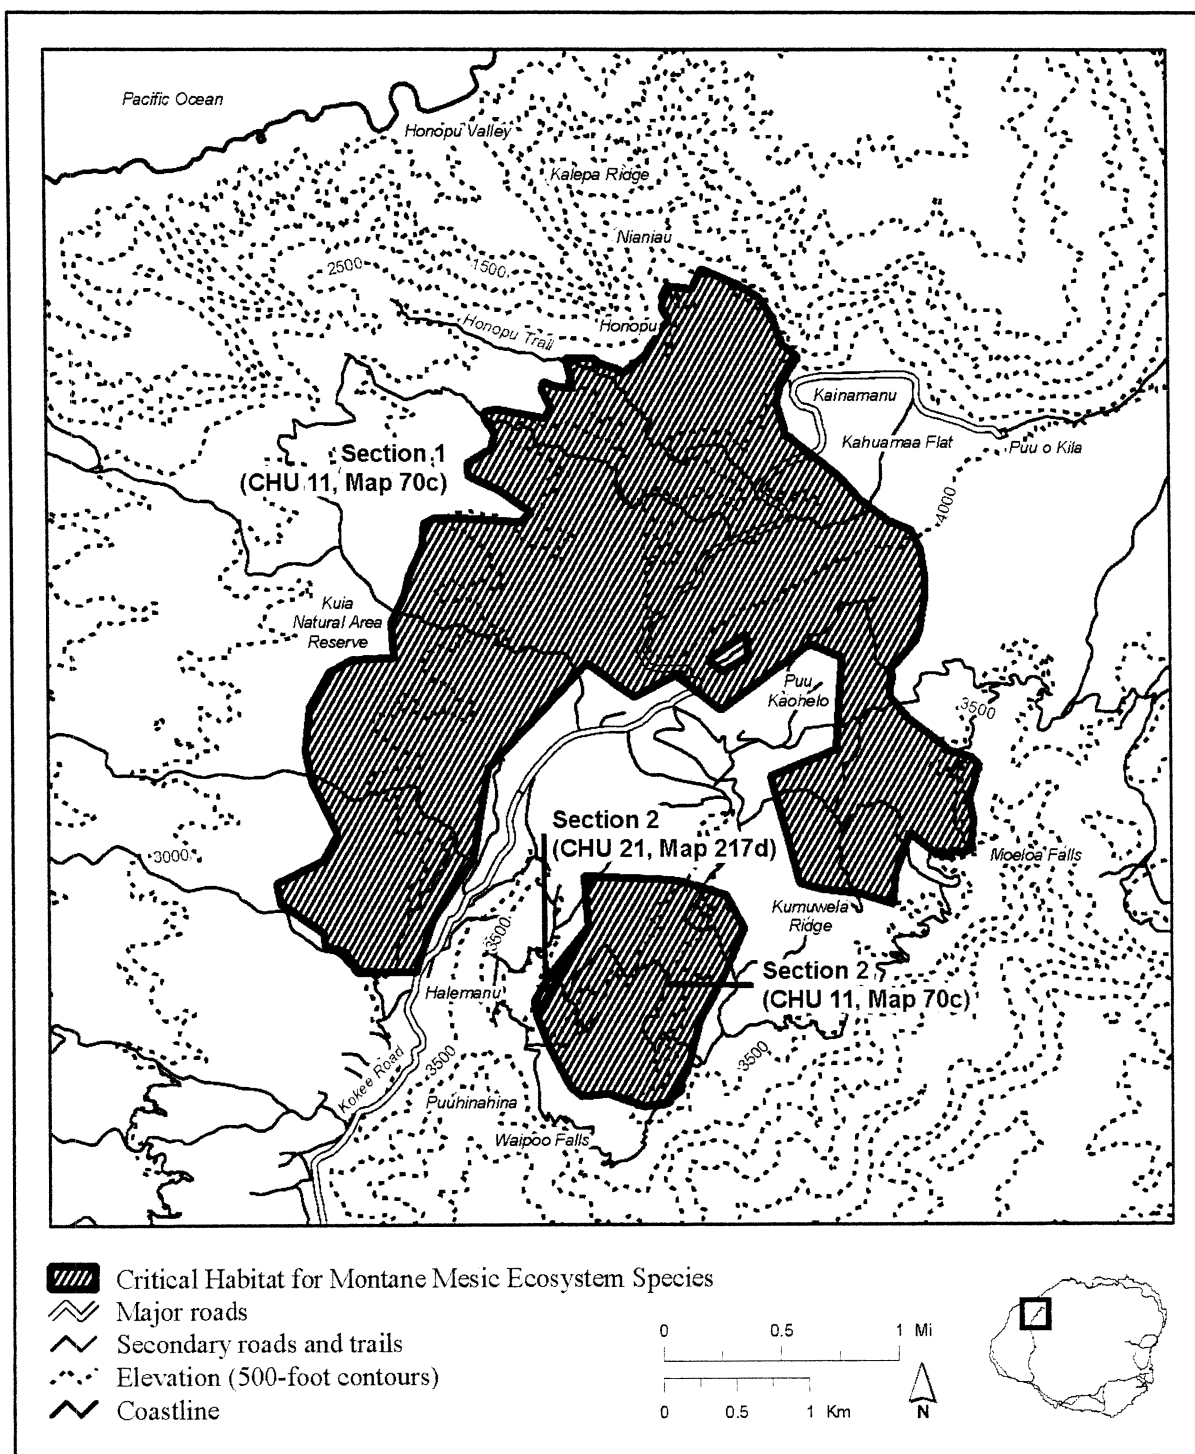 Pacific Ocean
Honopu Valley
Kalepa Ridge
Nianiau
2500
1500
Honopu
Honopu Trail
Kainamanu
Kahuamaa Flat
Puu o Kila
Section 1
(CHU 11, Map 70c)
4000
Kuia
Natural Area
Reserve
Puu
Kaohelo
3500
Section 2
(CHU 21, Map 217d)
3000
Moeloa Falls
Kumuwela
Ridge
3500
Section 2
(CHU 11, Map 70c)
Halemanu
Kokee Road
3500
3500
Puuhinahina
Waipoo Falls
Critical Habitat for Montane Mesic Ecosystem Species
Major roads
Secondary roads and trails
Elevation (500-foot contours)
Coastline
0 0.5 1 Mi
0 0.5 1 Km
N